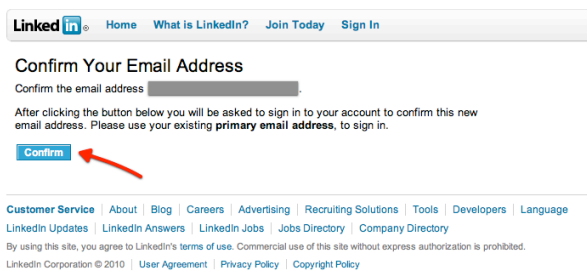 Linked in ®
Home What is LinkedIn? Join Today Sign In
Confirm Your Email Address
Confirm the email address .
After clicking the button below you will be asked to sign in to your account to confirm this new
email address. Please use your existing primary email address, to sign in.
Confirm
Customer Service | About | Blog | Careers | Advertising | Recruiting Solutions | Tools | Developers | Language
LinkedIn Updates | LinkedIn Answers | LinkedIn Jobs | Jobs Directory | Company Directory
By using this site, you agree to LinkedIn's terms of use. Commercial use of this site without express authorization is prohibited.
LinkedIn Corporation © 2010 | User Agreement | Privacy Policy | Copyright Policy